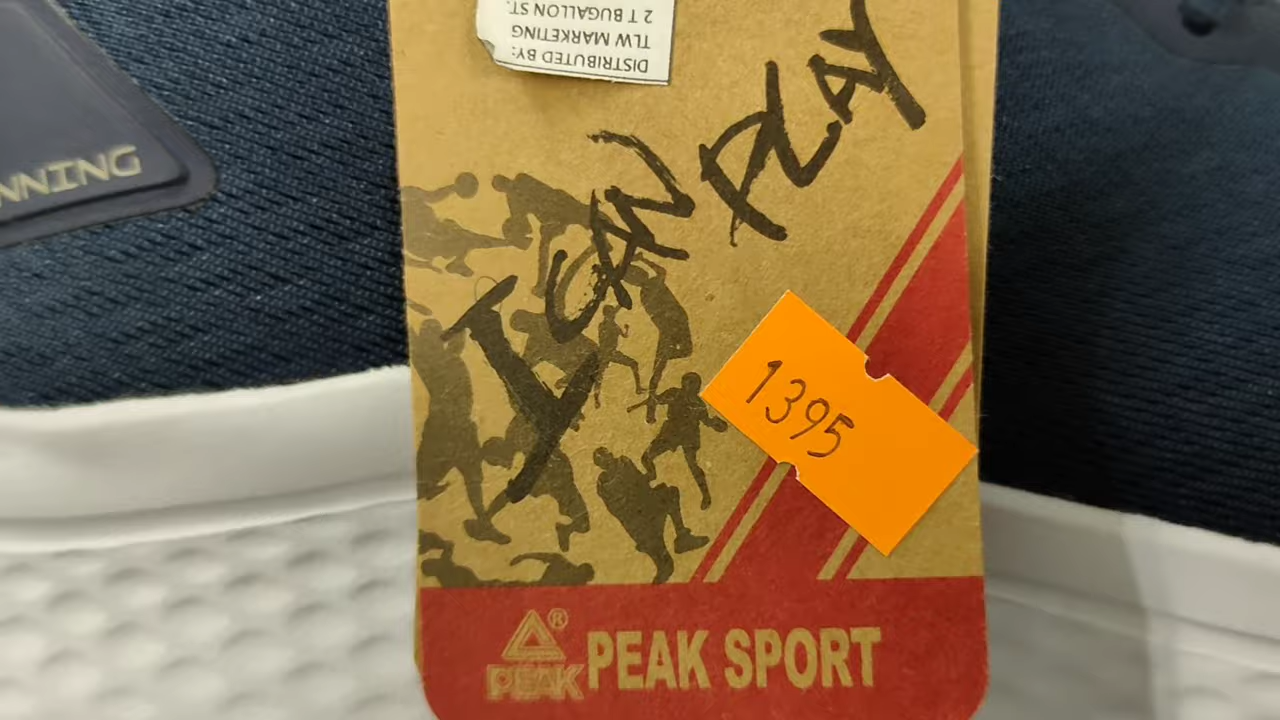 DISTRIBUTED BY:
TLW MARKETING
2 T BUGALLON ST.
NNING
I CAN PLAY
1395
PEAK SPORT
®
PEAK